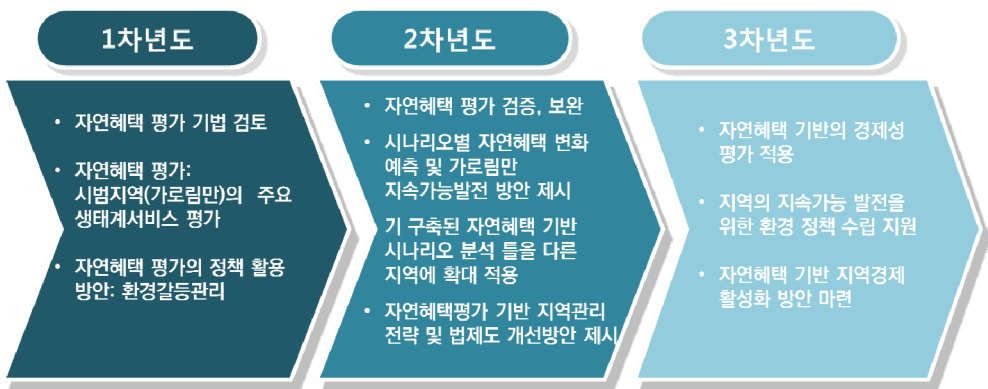 1차년도
• 자연혜택 평가 기법 검토
• 자연혜택 평가:
시범지역(가로림만)의 주요
생태계서비스 평가
• 자연혜택 평가의 정책 활용
방안: 환경갈등관리
2차년도
• 자연혜택 평가 검증, 보완
• 시나리오별 자연혜택 변화
예측 및 가로림만
지속가능발전 방안 제시
• 기 구축된 자연혜택 기반
시나리오 분석 틀을 다른
지역에 확대 적용
• 자연혜택평가 기반 지역관리
전략 및 법제도 개선방안 제시
3차년도
• 자연혜택 기반의 경제성
평가 적용
• 지역의 지속가능 발전을
위한 환경 정책 수립 지원
• 자연혜택 기반 지역경제
활성화 방안 마련